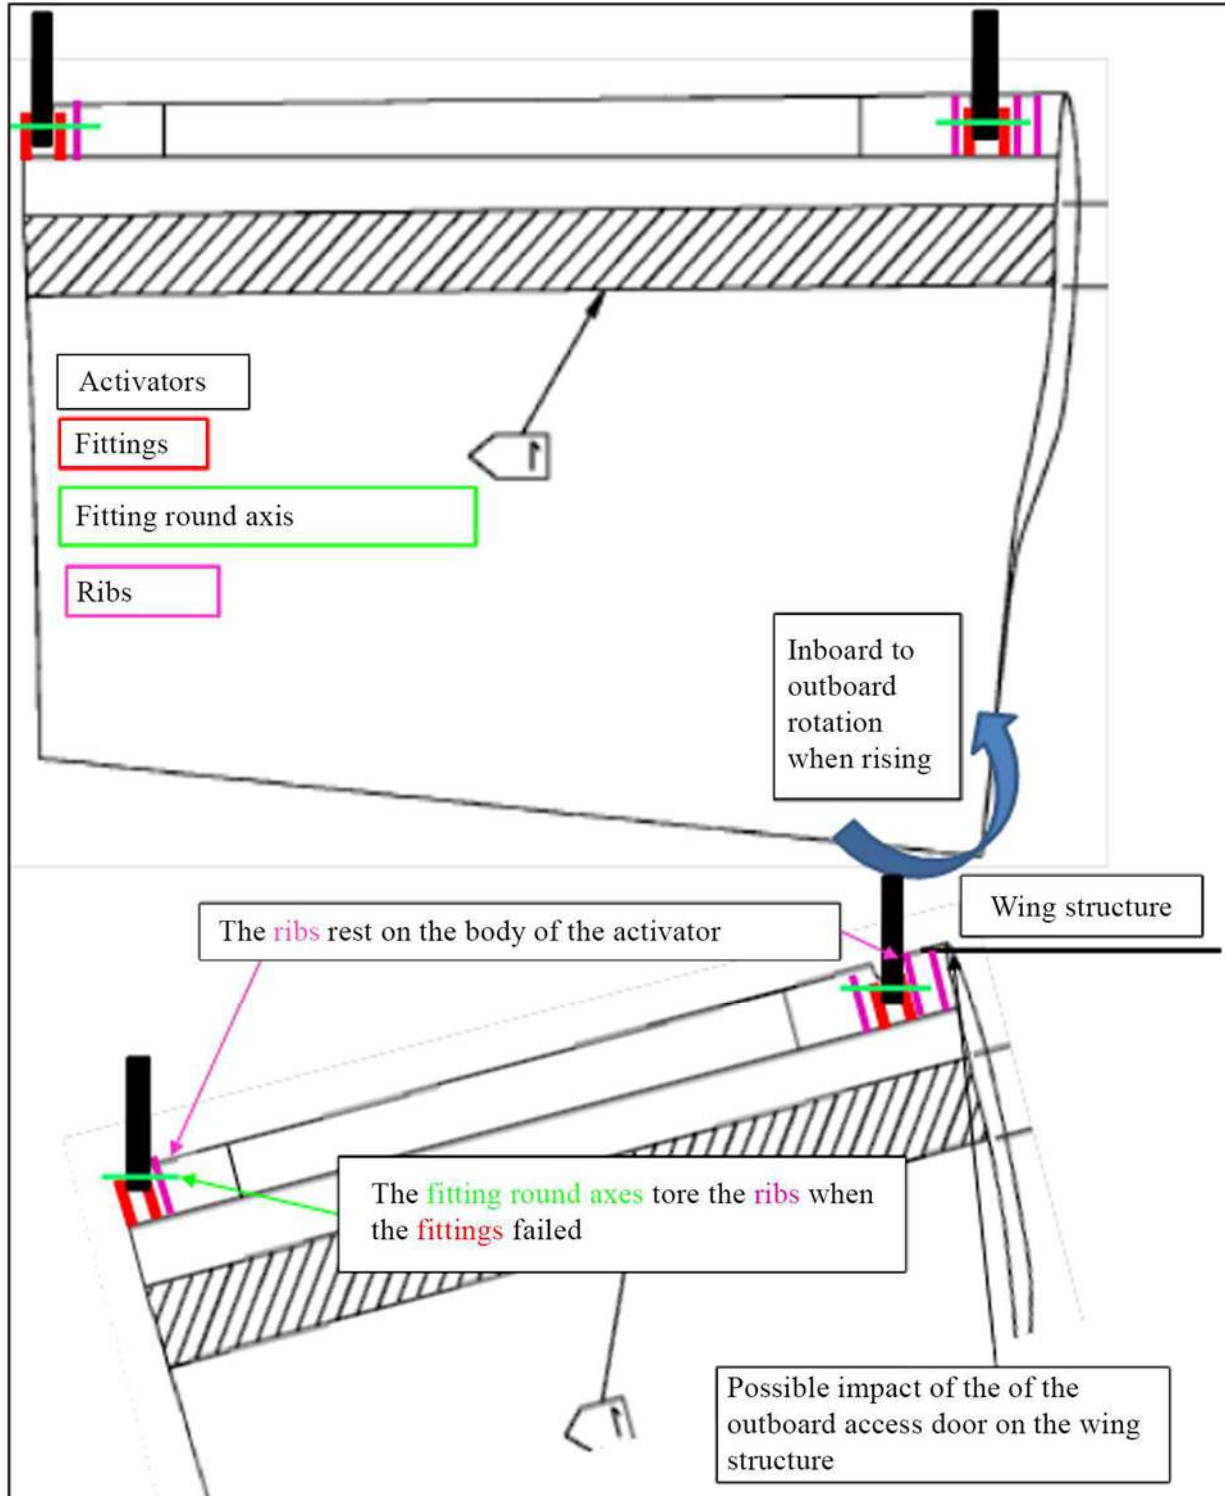 Activators
Fittings
Fitting round axis
Ribs
1
Inboard to
outboard
rotation
when rising
Wing structure
The ribs rest on the body of the activator
The fitting round axes tore the ribs when
the fittings failed
1
Possible impact of the of the
outboard access door on the wing
structure